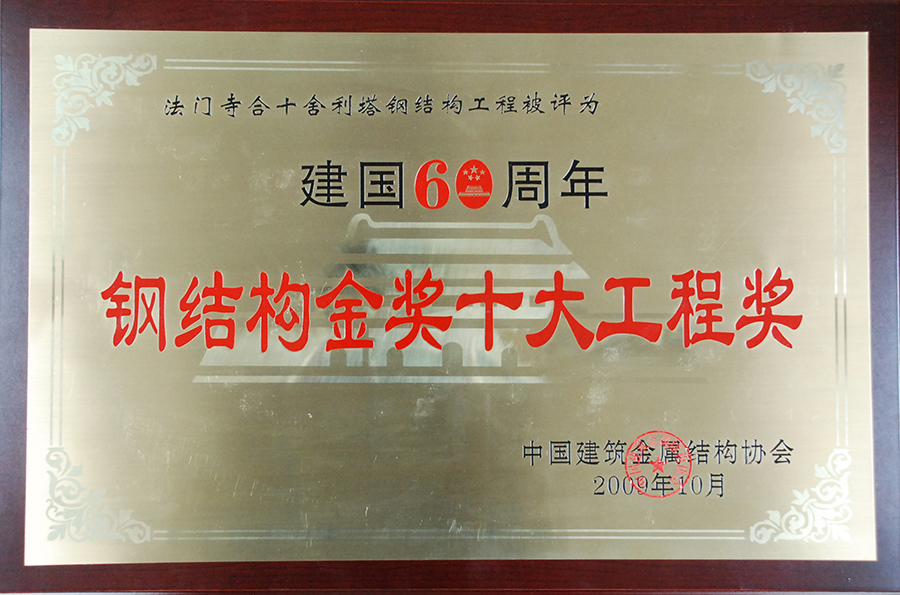 法门寺合十舍利塔钢结构工程被评为
建国60周年
钢结构金奖十大工程奖
中国建筑金属结构协会
2009年10月